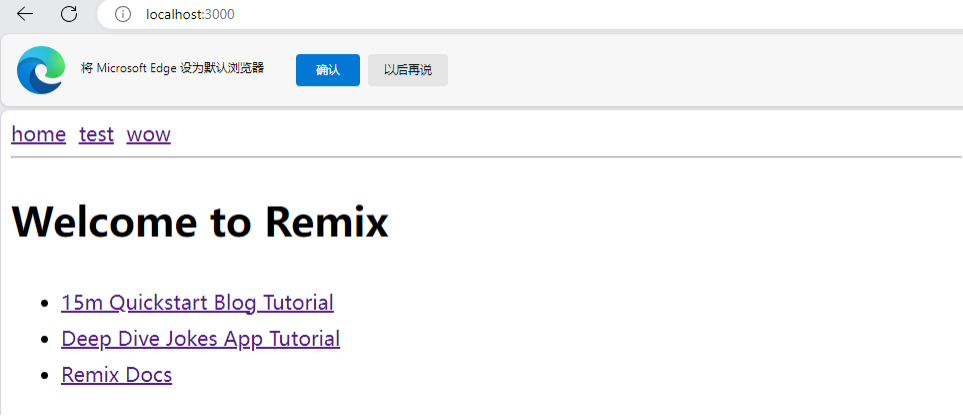 localhost:3000
将 Microsoft Edge 设为默认浏览器 确认 以后再说
home test wow
Welcome to Remix
15m Quickstart Blog Tutorial
Deep Dive Jokes App Tutorial
Remix Docs